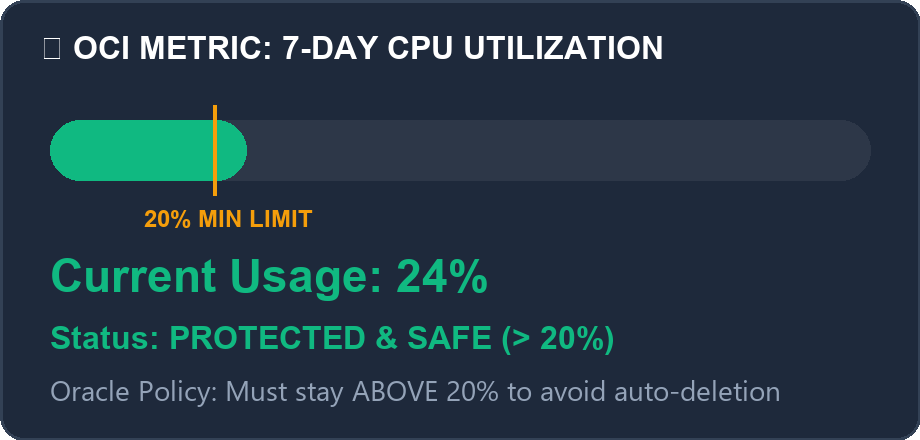 OCI METRIC: 7-DAY CPU UTILIZATION
20% MIN LIMIT
Current Usage: 24%
Status: PROTECTED & SAFE (> 20%)
Oracle Policy: Must stay ABOVE 20% to avoid auto-deletion